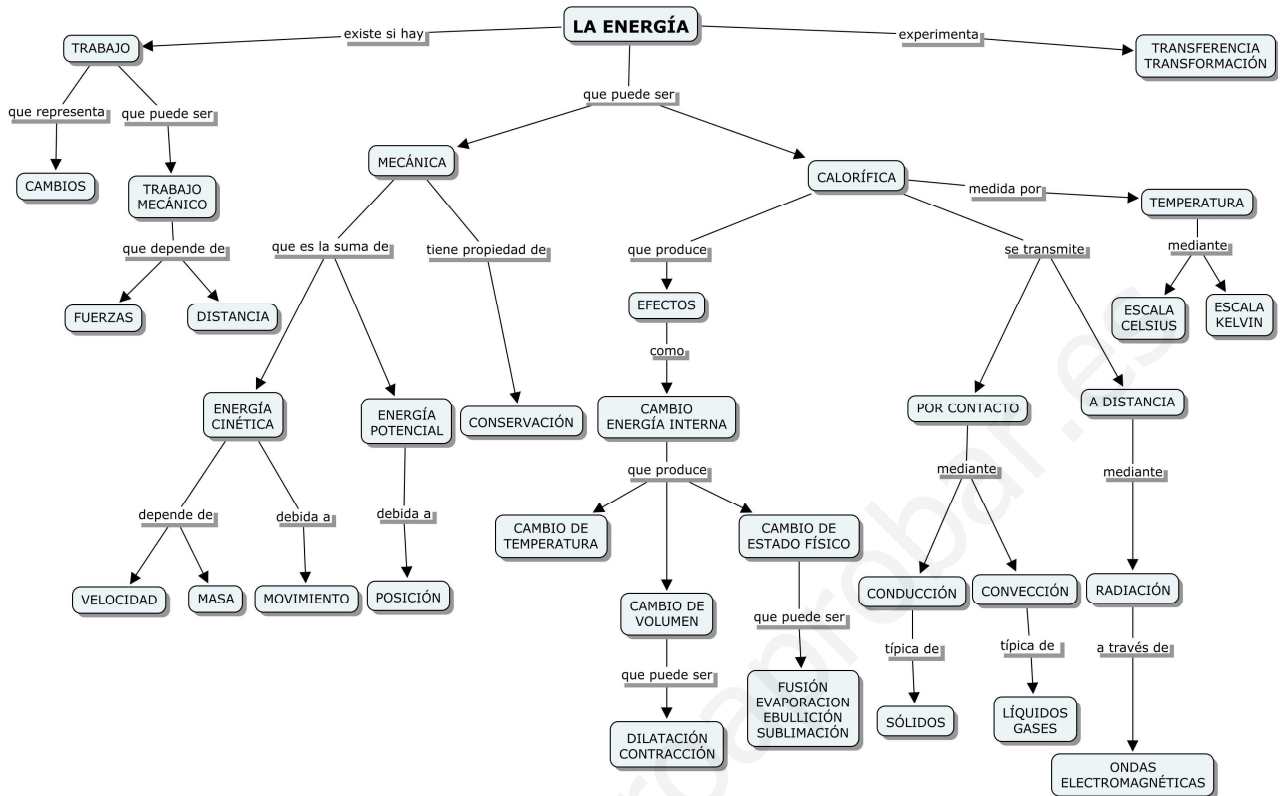 LA ENERGÍA
existe si hay
experimenta
TRABAJO
TRANSFERENCIA
TRANSFORMACIÓN
que puede ser
que representa
que puede ser
MECÁNICA
CALORÍFICA
medida por
CAMBIOS
TRABAJO
MECÁNICO
TEMPERATURA
que depende de
que es la suma de
tiene propiedad de
que produce
se transmite
mediante
FUERZAS
DISTANCIA
EFECTOS
ESCALA
CELSIUS
ESCALA
KELVIN
como
ENERGÍA
CINÉTICA
ENERGÍA
POTENCIAL
CONSERVACIÓN
CAMBIO
ENERGÍA INTERNA
POR CONTACTO
A DISTANCIA
que produce
mediante
mediante
depende de
debida a
debida a
CAMBIO DE
TEMPERATURA
CAMBIO DE
ESTADO FÍSICO
VELOCIDAD
MASA
MOVIMIENTO
POSICIÓN
CAMBIO DE
VOLUMEN
CONDUCCIÓN
CONVECCIÓN
RADIACIÓN
que puede ser
típica de
típica de
a través de
que puede ser
FUSIÓN
EVAPORACION
EBULLICIÓN
SUBLIMACIÓN
SÓLIDOS
LÍQUIDOS
GASES
DILATACIÓN
CONTRACCIÓN
ONDAS
ELECTROMAGNÉTICAS